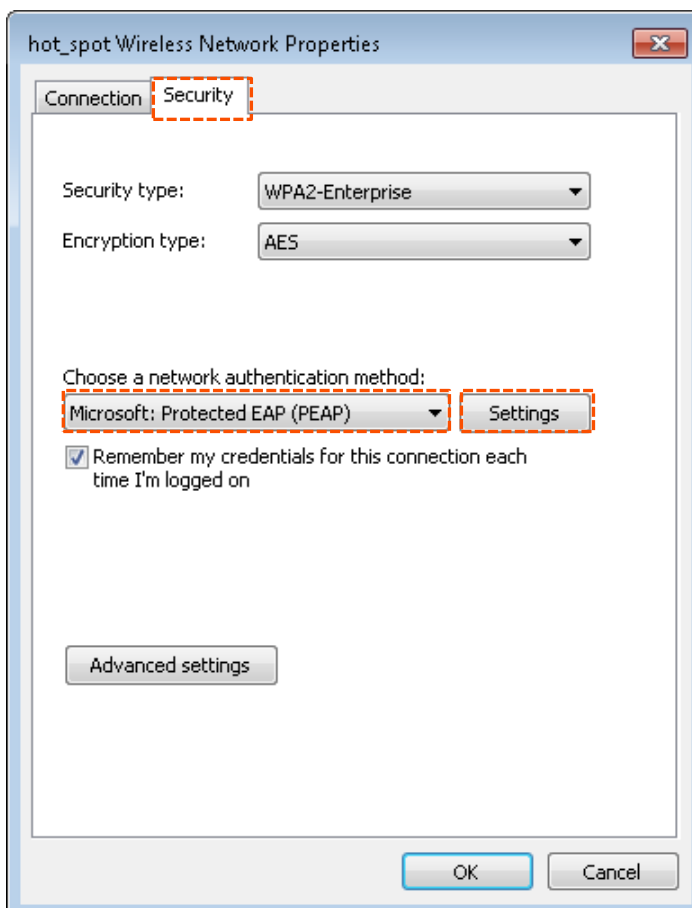 hot_spot Wireless Network Properties
Connection
Security
Security type:
WPA2-Enterprise
Encryption type:
AES
Choose a network authentication method:
Microsoft: Protected EAP (PEAP)
Settings
Remember my credentials for this connection each
time I'm logged on
Advanced settings
OK
Cancel